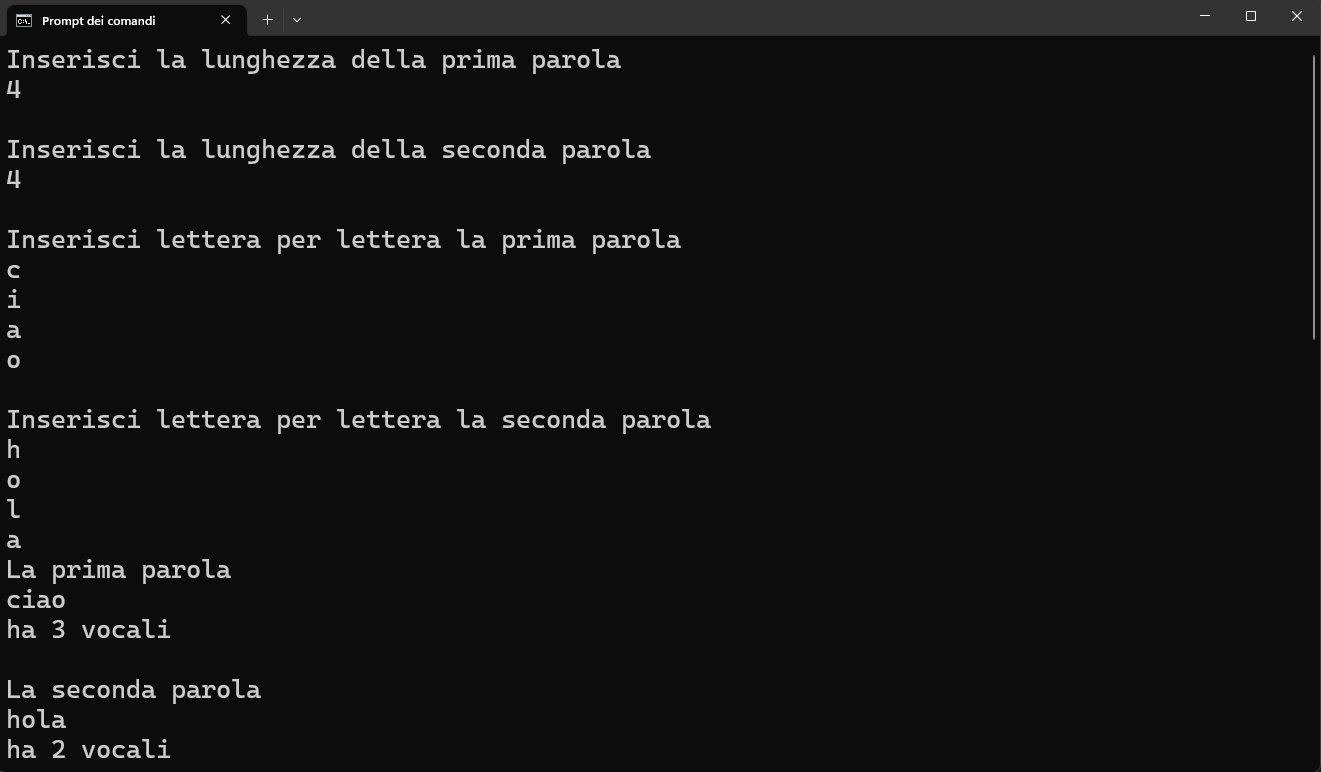 Prompt dei comandi
Inserisci la lunghezza della prima parola
4
Inserisci la lunghezza della seconda parola
4
Inserisci lettera per lettera la prima parola
c
i
a
o
Inserisci lettera per lettera la seconda parola
h
o
l
a
La prima parola
ciao
ha 3 vocali
La seconda parola
hola
ha 2 vocali